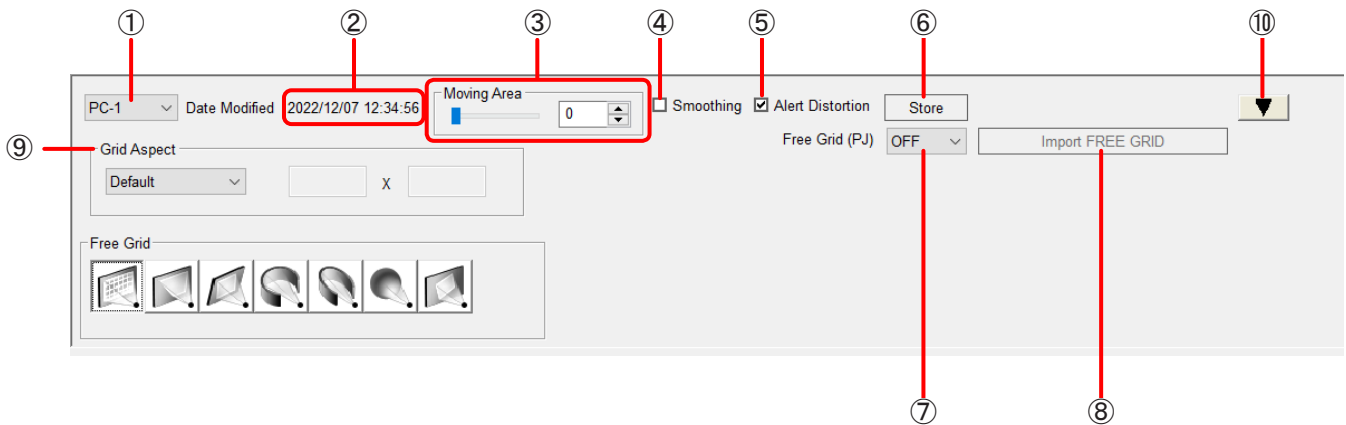 ① ② ③ ④ ⑤ ⑥ ⑩
Moving Area
PC-1 Date Modified 2022/12/07 12:34:56 0 Smoothing Alert Distortion Store
Free Grid (PJ) OFF Import FREE GRID
⑨ Grid Aspect
Default X
Free Grid
⑦ ⑧